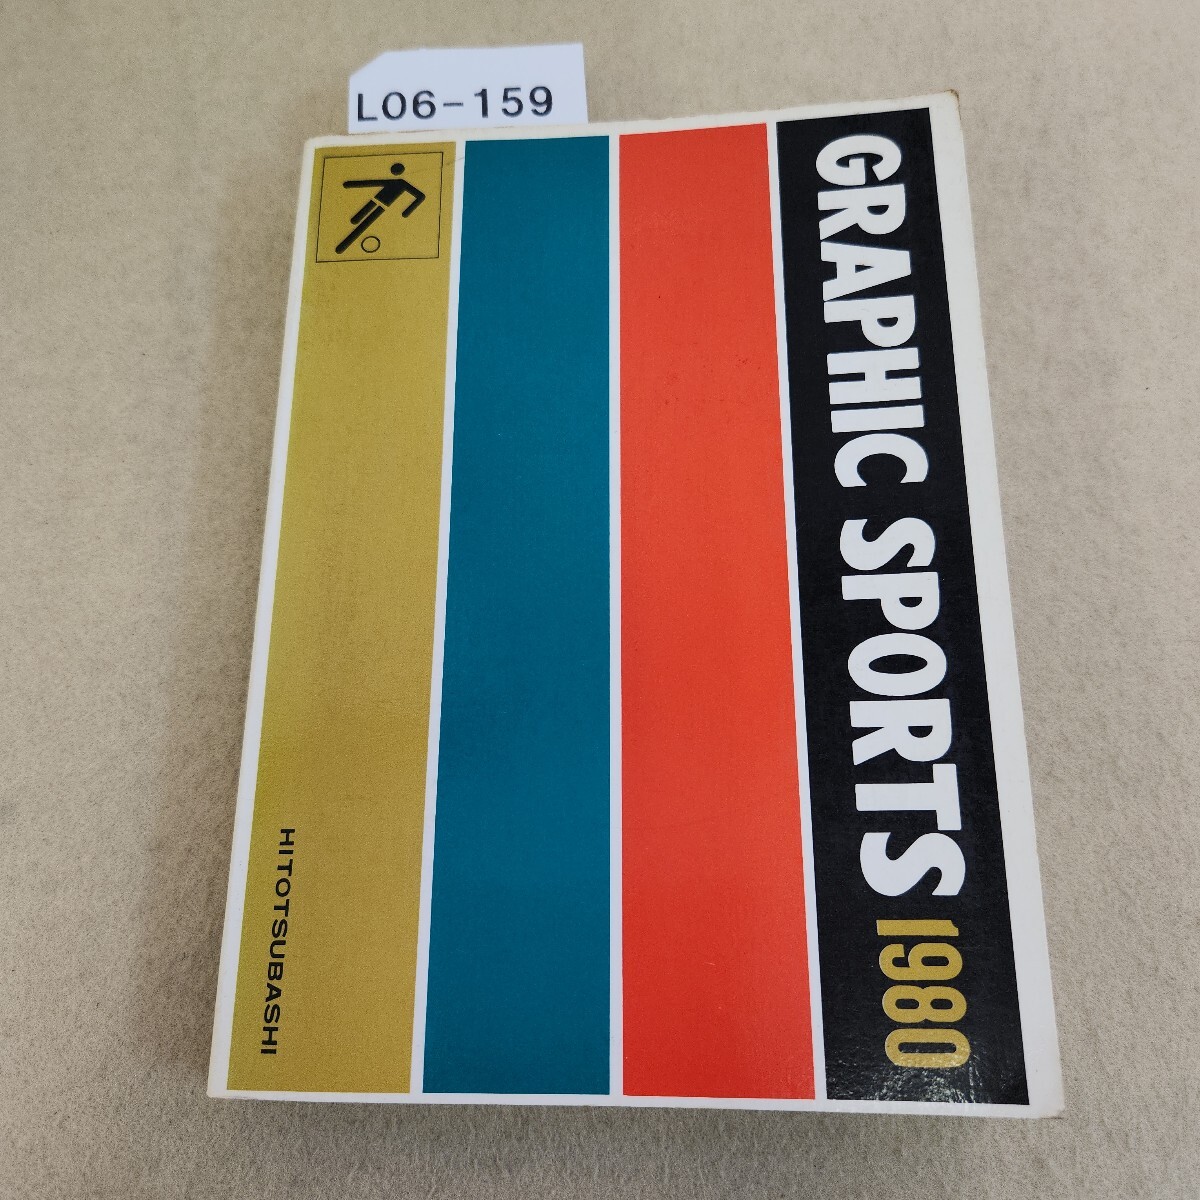 L06-159
GRAPHIC SPORTS 1980
HITOTSUBASHI